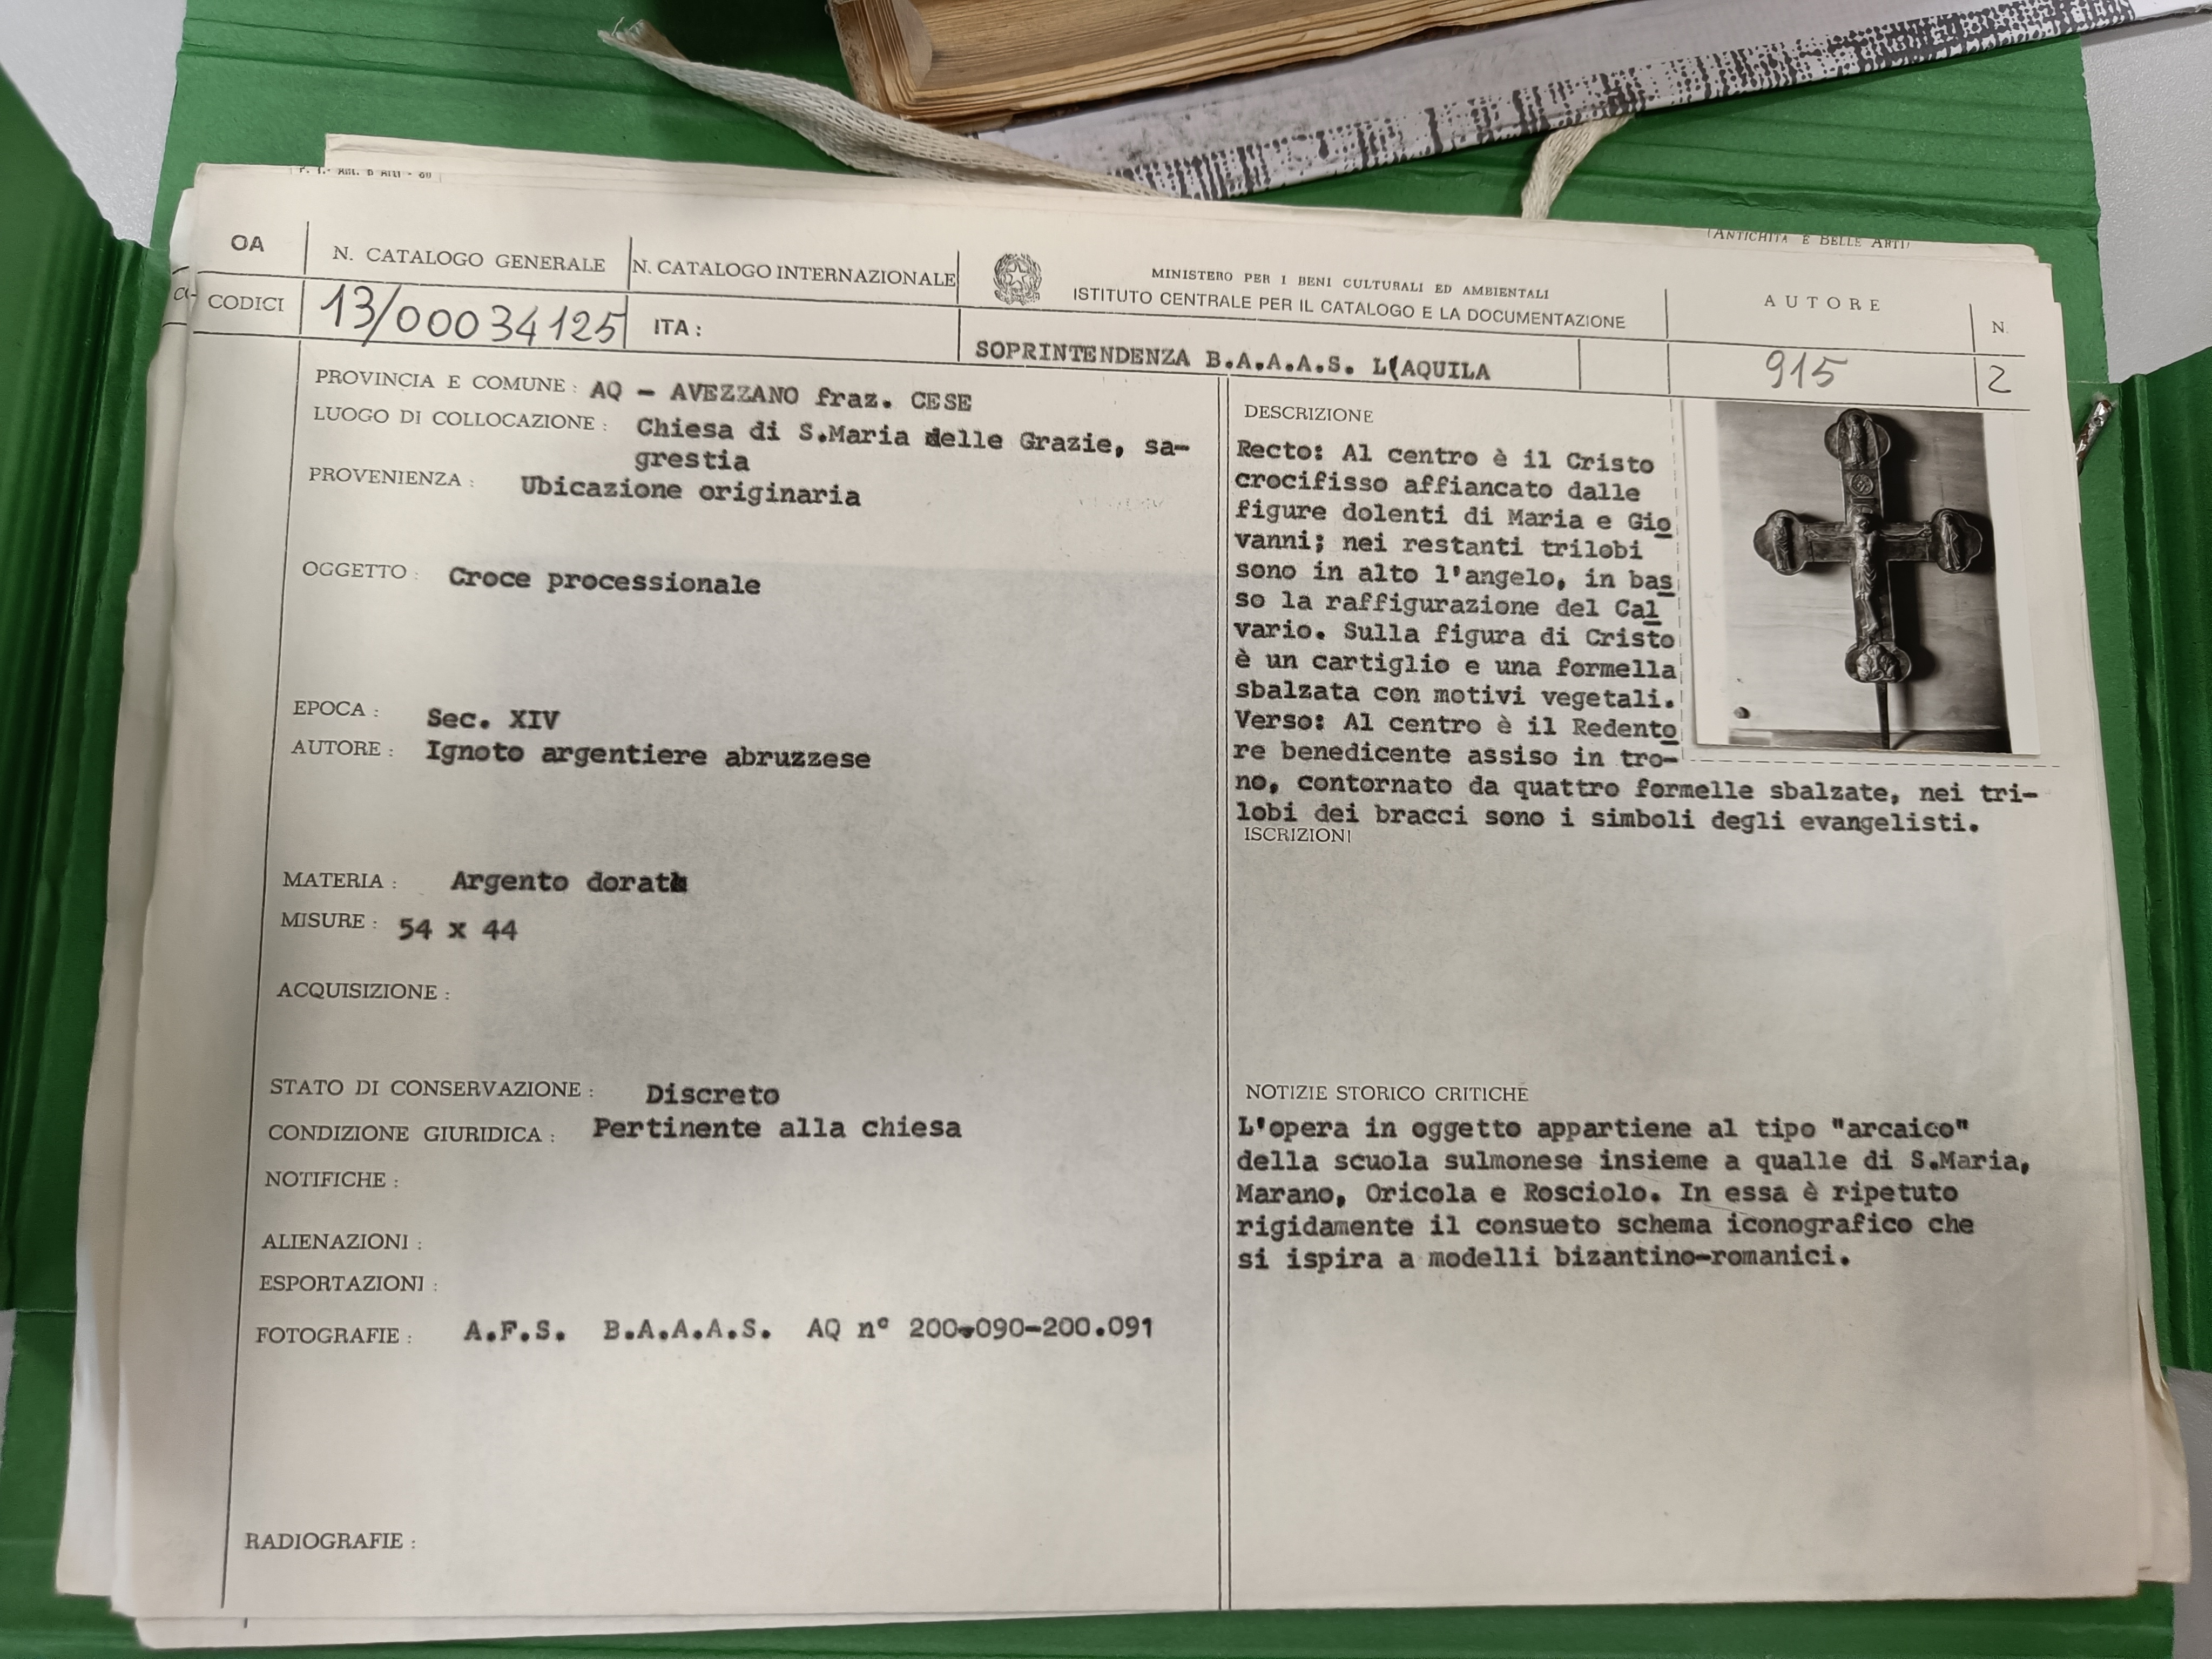 (ANTICHITÀ E BELLE ARTI)
OA
N. CATALOGO GENERALE
N. CATALOGO INTERNAZIONALE
MINISTERO PER I BENI CULTURALI ED AMBIENTALI
ISTITUTO CENTRALE PER IL CATALOGO E LA DOCUMENTAZIONE
AUTORE
N.
CODICI
13/00034125
ITA:
SOPRINTENDENZA B.A.A.A.S. L(AQUILA
915
2
PROVINCIA E COMUNE: AQ - AVEZZANO fraz. CESE
LUOGO DI COLLOCAZIONE: Chiesa di S.Maria delle Grazie, sa-
grestia
PROVENIENZA: Ubicazione originaria
OGGETTO: Croce processionale
EPOCA: Sec. XIV
AUTORE: Ignoto argentiere abruzzese
MATERIA: Argento dorato
MISURE: 54 x 44
ACQUISIZIONE:
STATO DI CONSERVAZIONE: Discreto
CONDIZIONE GIURIDICA: Pertinente alla chiesa
NOTIFICHE:
ALIENAZIONI:
ESPORTAZIONI:
FOTOGRAFIE: A.F.S. B.A.A.A.S. AQ n° 200.090-200.091
RADIOGRAFIE:
DESCRIZIONE
Recto: Al centro è il Cristo
crocifisso affiancato dalle
figure dolenti di Maria e Gio
vanni; nei restanti trilobi
sono in alto l'angelo, in bas
so la raffigurazione del Cal
vario. Sulla figura di Cristo
è un cartiglio e una formella
sbalzata con motivi vegetali.
Verso: Al centro è il Redento
re benedicente assiso in tro-
no, contornato da quattro formelle sbalzate, nei tri-
lobi dei bracci sono i simboli degli evangelisti.
ISCRIZIONI
NOTIZIE STORICO CRITICHE
L'opera in oggetto appartiene al tipo "arcaico"
della scuola sulmonese insieme a qualle di S.Maria,
Marano, Oricola e Rosciolo. In essa è ripetuto
rigidamente il consueto schema iconografico che
si ispira a modelli bizantino-romanici.